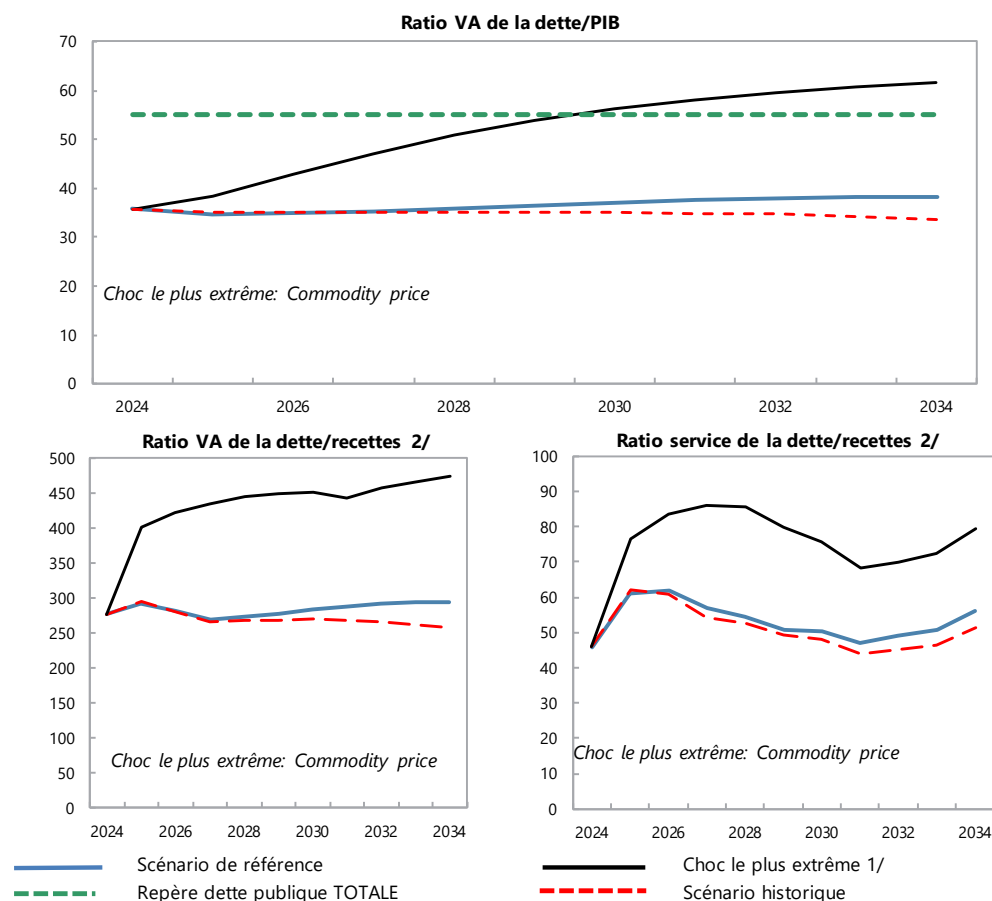 Ratio VA de la dette/PIB
70
60
50
40
30
20
10
0
Choc le plus extrême: Commodity price
2024 2026 2028 2030 2032 2034
Ratio VA de la dette/recettes 2/
500
450
400
350
300
250
200
150
100
50
0
Choc le plus extrême: Commodity price
2024 2026 2028 2030 2032 2034
Ratio service de la dette/recettes 2/
100
90
80
70
60
50
40
30
20
10
0
Choc le plus extrême: Commodity price
2024 2026 2028 2030 2032 2034
Scénario de référence
Choc le plus extrême 1/
Repère dette publique TOTALE
Scénario historique